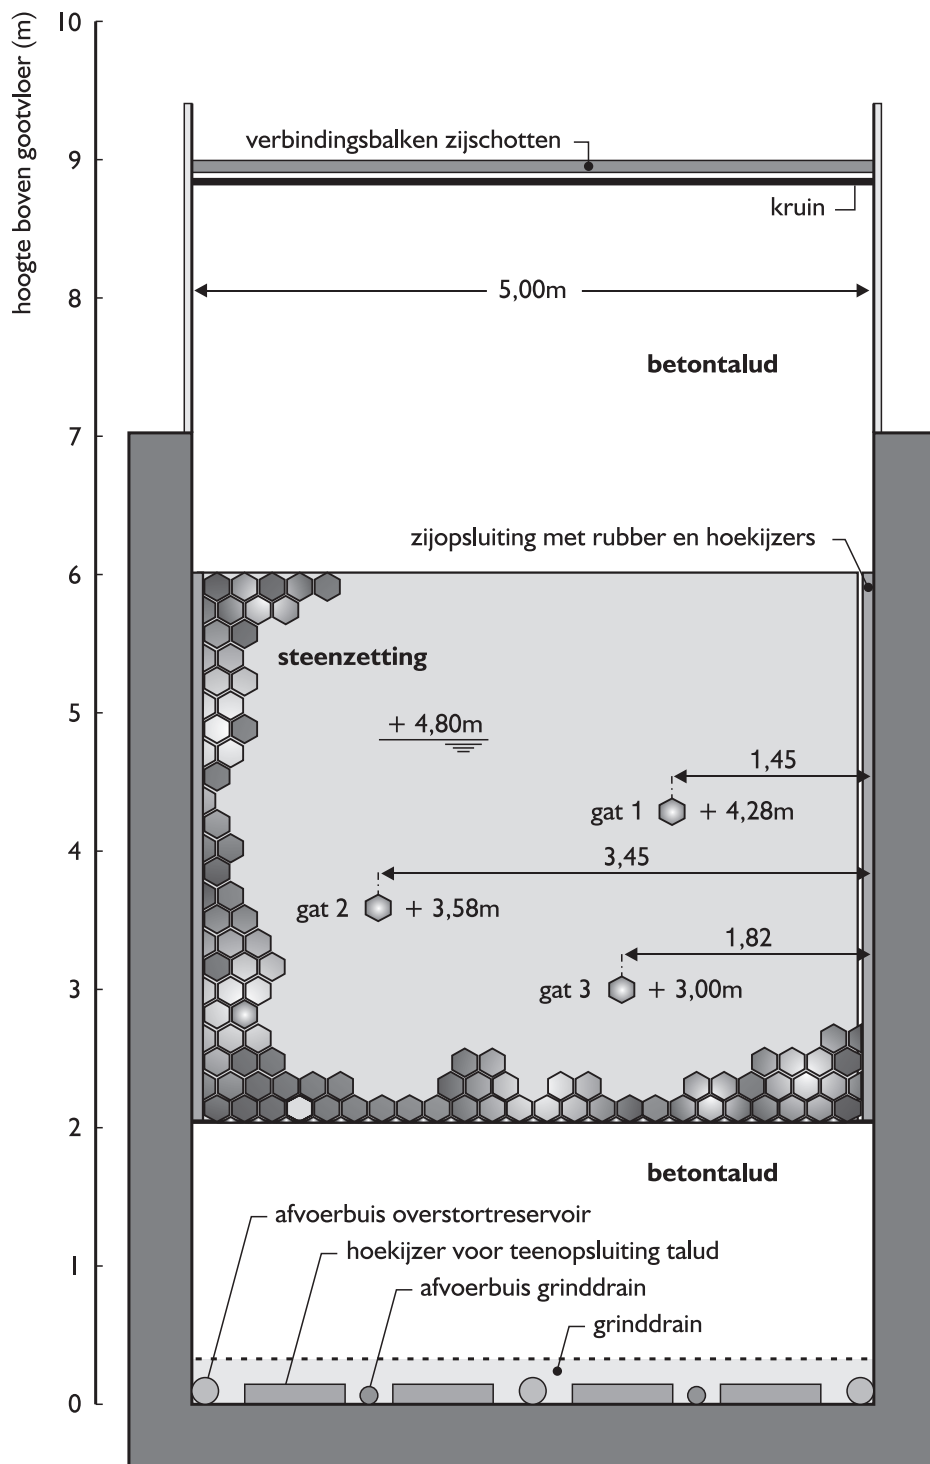 hoogte boven gootvloer (m)
10
9
8
7
6
5
4
3
2
1
0
verbindingsbalken zijschotten
kruin
5,00m
betontalud
zijopsluiting met rubber en hoekijzers
steenzetting
+ 4,80m
1,45
gat 1 + 4,28m
3,45
gat 2 + 3,58m
1,82
gat 3 + 3,00m
betontalud
afvoerbuis overstortreservoir
hoekijzer voor teenopsluiting talud
afvoerbuis grinddrain
grinddrain